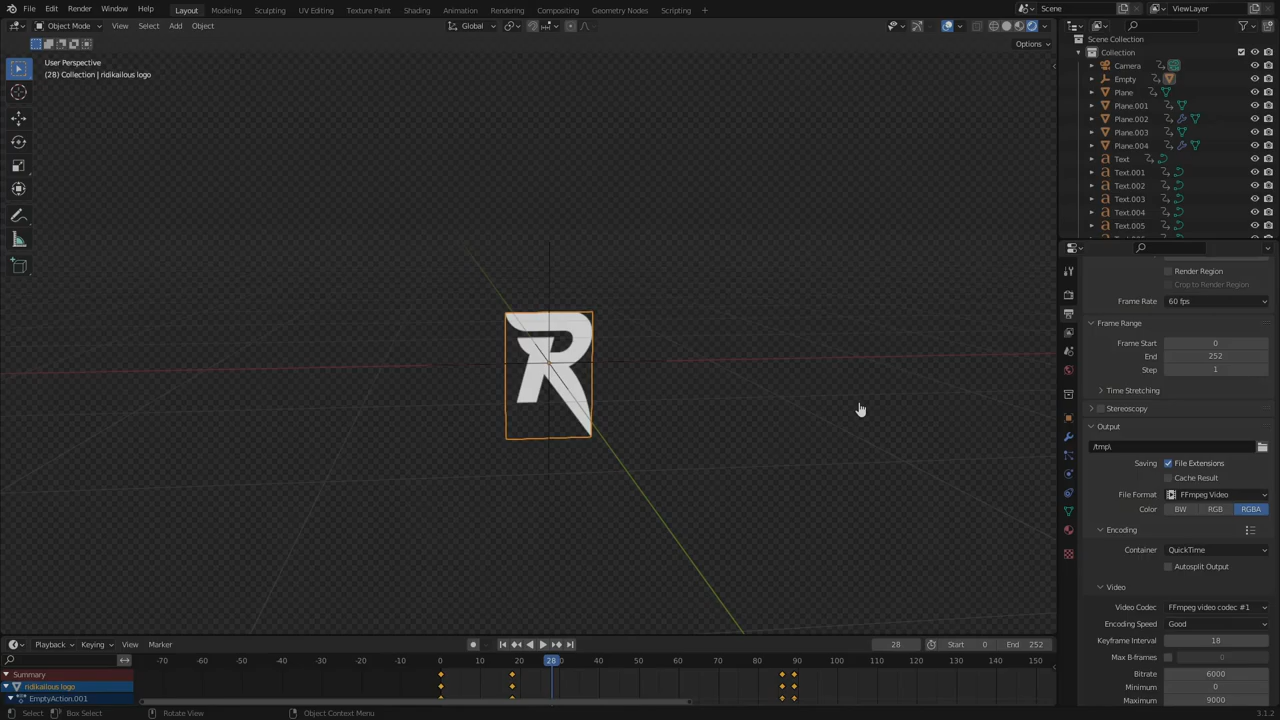 File Edit Render Window Help Layout Modeling Sculpting UV Editing Texture Paint Shading Animation Rendering Compositing Geometry Nodes Scripting + Scene ViewLayer
Object Mode View Select Add Object Global
Options
User Perspective
(28) Collection | ridikailous logo
R
Scene Collection
Collection
Camera
Empty
Plane
Plane.001
Plane.002
Plane.003
Plane.004
Text
Text.001
Text.002
Text.003
Text.004
Text.005
Render Region
Crop to Render Region
Frame Rate 60 fps
Frame Range
Frame Start 0
End 252
Step 1
Time Stretching
Stereoscopy
Output
/tmp\
Saving File Extensions
Cache Result
File Format FFmpeg Video
Color BW RGB RGBA
Encoding
Container QuickTime
Autosplit Output
Video
Video Codec FFmpeg video codec #1
Encoding Speed Good
Keyframe Interval 18
Max B-frames 0
Bitrate 6000
Minimum 0
Maximum 9000
Playback Keying View Marker 28 Start 0 End 252
-70 -60 -50 -40 -30 -20 -10 0 10 20 28 30 40 50 60 70 80 90 100 110 120 130 140 150
Summary
ridikailous logo
EmptyAction.001
Select Box Select Rotate View Object Context Menu 3.1.2